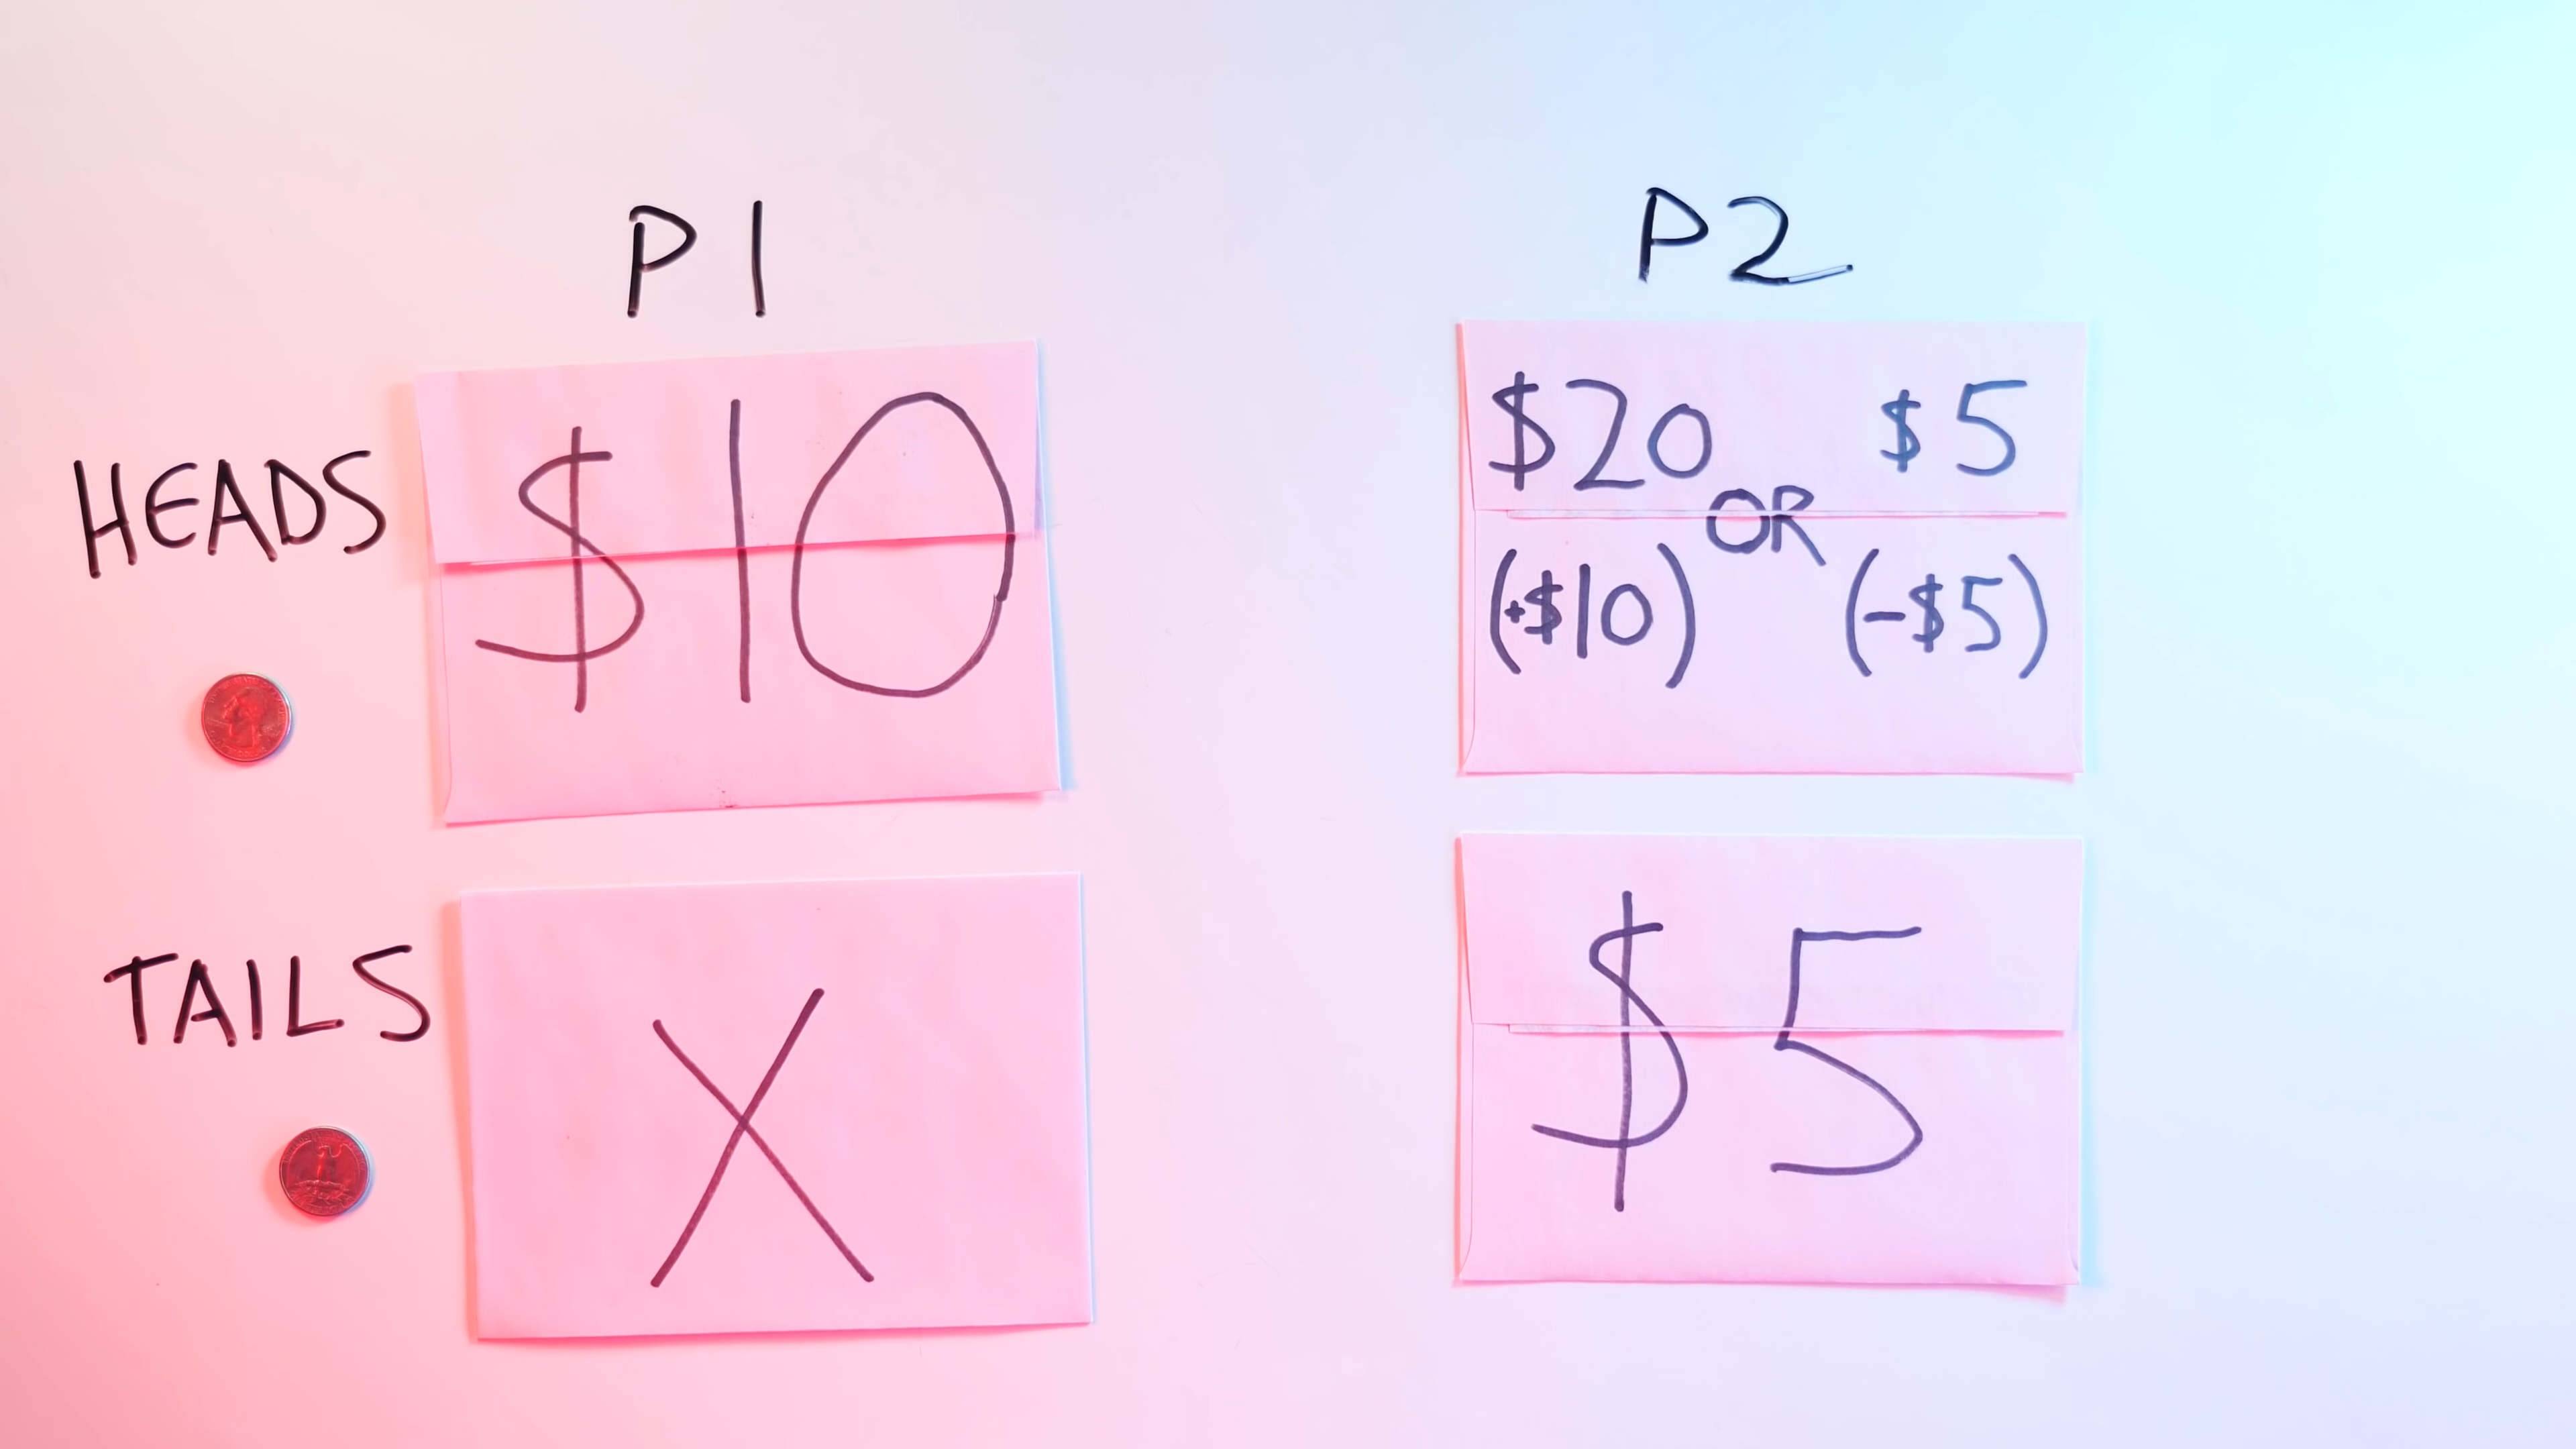 P1
P2
HEADS
$10
$20 OR $5
(+$10) (-$5)
TAILS
X
$5